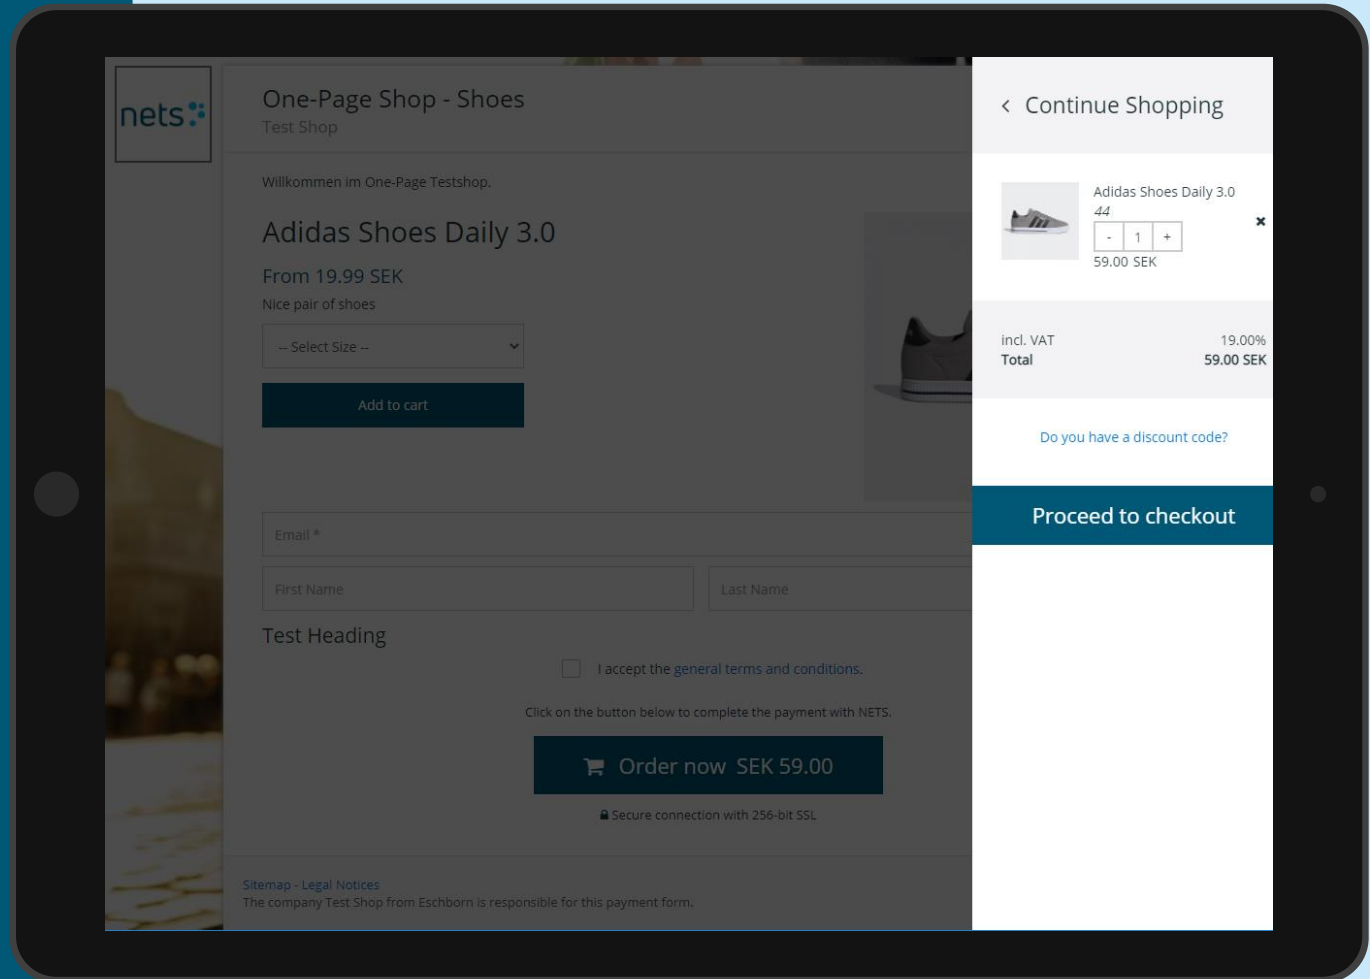 nets
One-Page Shop - Shoes
Test Shop
Willkommen im One-Page Testshop.
Adidas Shoes Daily 3.0
From 19.99 SEK
Nice pair of shoes
-- Select Size --
Add to cart
Email *
First Name
Last Name
Test Heading
I accept the general terms and conditions.
Click on the button below to complete the payment with NETS.
Order now SEK 59.00
Secure connection with 256-bit SSL
Sitemap - Legal Notices
The company Test Shop from Eschborn is responsible for this payment form.
< Continue Shopping
Adidas Shoes Daily 3.0
44
- 1 +
59.00 SEK
incl. VAT 19.00%
Total 59.00 SEK
Do you have a discount code?
Proceed to checkout